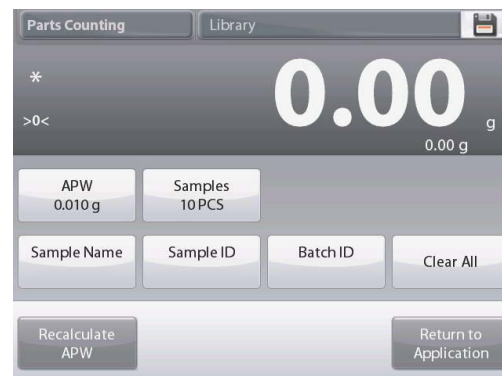 Parts Counting
Library
*
>0<
0.00 g
0.00 g
APW
0.010 g
Samples
10 PCS
Sample Name
Sample ID
Batch ID
Clear All
Recalculate
APW
Return to
Application